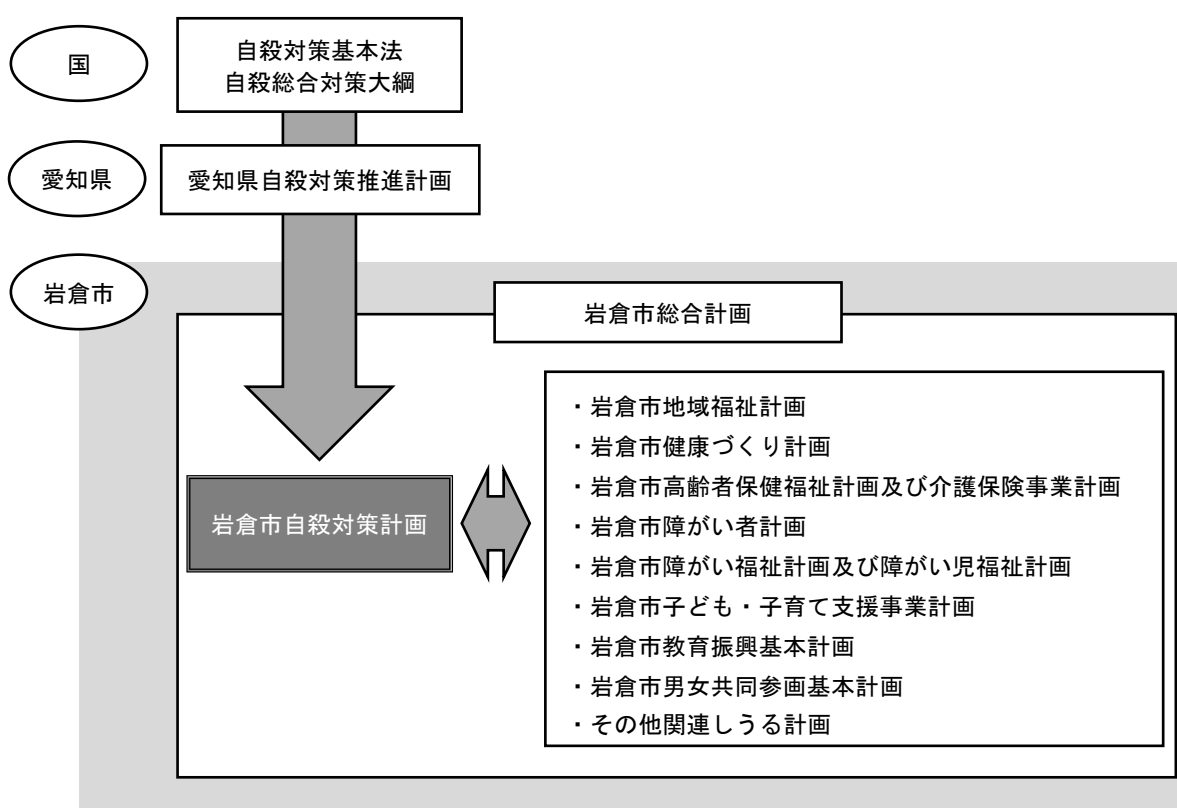 国
自殺対策基本法
自殺総合対策大綱
愛知県
愛知県自殺対策推進計画
岩倉市
岩倉市総合計画
・岩倉市地域福祉計画
・岩倉市健康づくり計画
・岩倉市高齢者保健福祉計画及び介護保険事業計画
・岩倉市障がい者計画
・岩倉市障がい福祉計画及び障がい児福祉計画
・岩倉市子ども・子育て支援事業計画
・岩倉市教育振興基本計画
・岩倉市男女共同参画基本計画
・その他関連しうる計画
岩倉市自殺対策計画